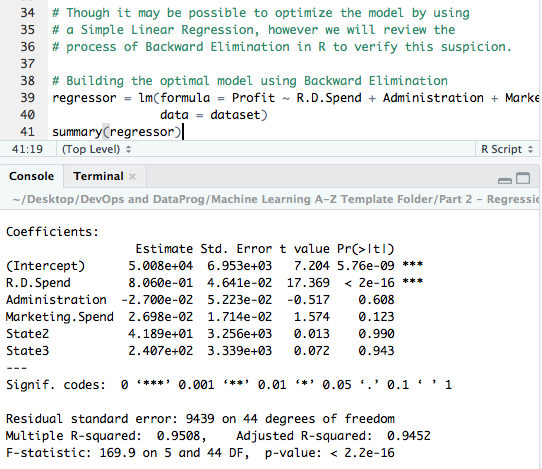 34 # Though it may be possible to optimize the model by using
35 # a Simple Linear Regression, however we will review the
36 # process of Backward Elimination in R to verify this suspicion.
37
38 # Building the optimal model using Backward Elimination
39 regressor = lm(formula = Profit ~ R.D.Spend + Administration + Marke
40 data = dataset)
41 summary(regressor)
41:19 (Top Level) R Script
Console Terminal
~/Desktop/DevOps and DataProg/Machine Learning A-Z Template Folder/Part 2 - Regressio
Coefficients:
Estimate Std. Error t value Pr(>|t|)
(Intercept) 5.008e+04 6.953e+03 7.204 5.76e-09 ***
R.D.Spend 8.060e-01 4.641e-02 17.369 < 2e-16 ***
Administration -2.700e-02 5.223e-02 -0.517 0.608
Marketing.Spend 2.698e-02 1.714e-02 1.574 0.123
State2 4.189e+01 3.256e+03 0.013 0.990
State3 2.407e+02 3.339e+03 0.072 0.943
---
Signif. codes: 0 ‘***’ 0.001 ‘**’ 0.01 ‘*’ 0.05 ‘.’ 0.1 ‘ ’ 1
Residual standard error: 9439 on 44 degrees of freedom
Multiple R-squared: 0.9508, Adjusted R-squared: 0.9452
F-statistic: 169.9 on 5 and 44 DF, p-value: < 2.2e-16